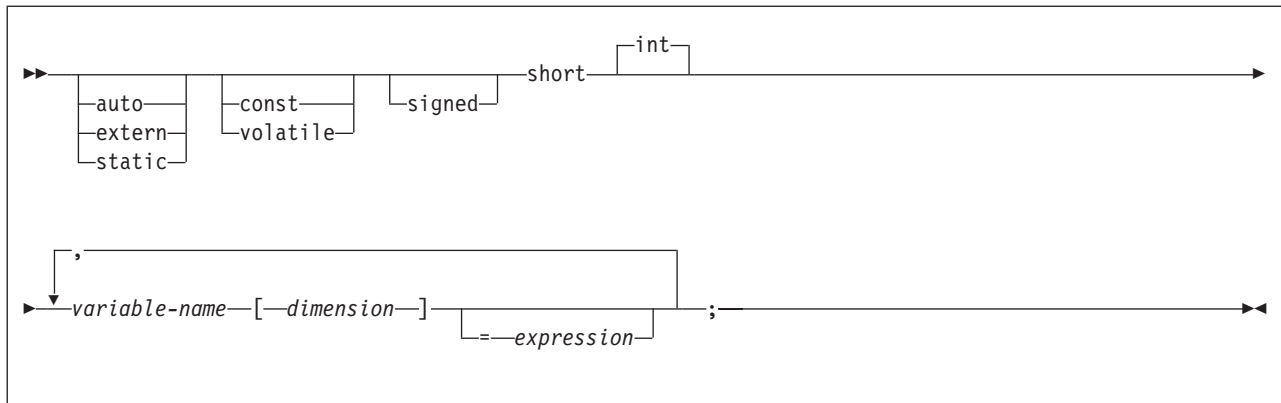 int
short
auto
extern
static
const
volatile
signed
,
variable-name [ dimension ] ;
= expression